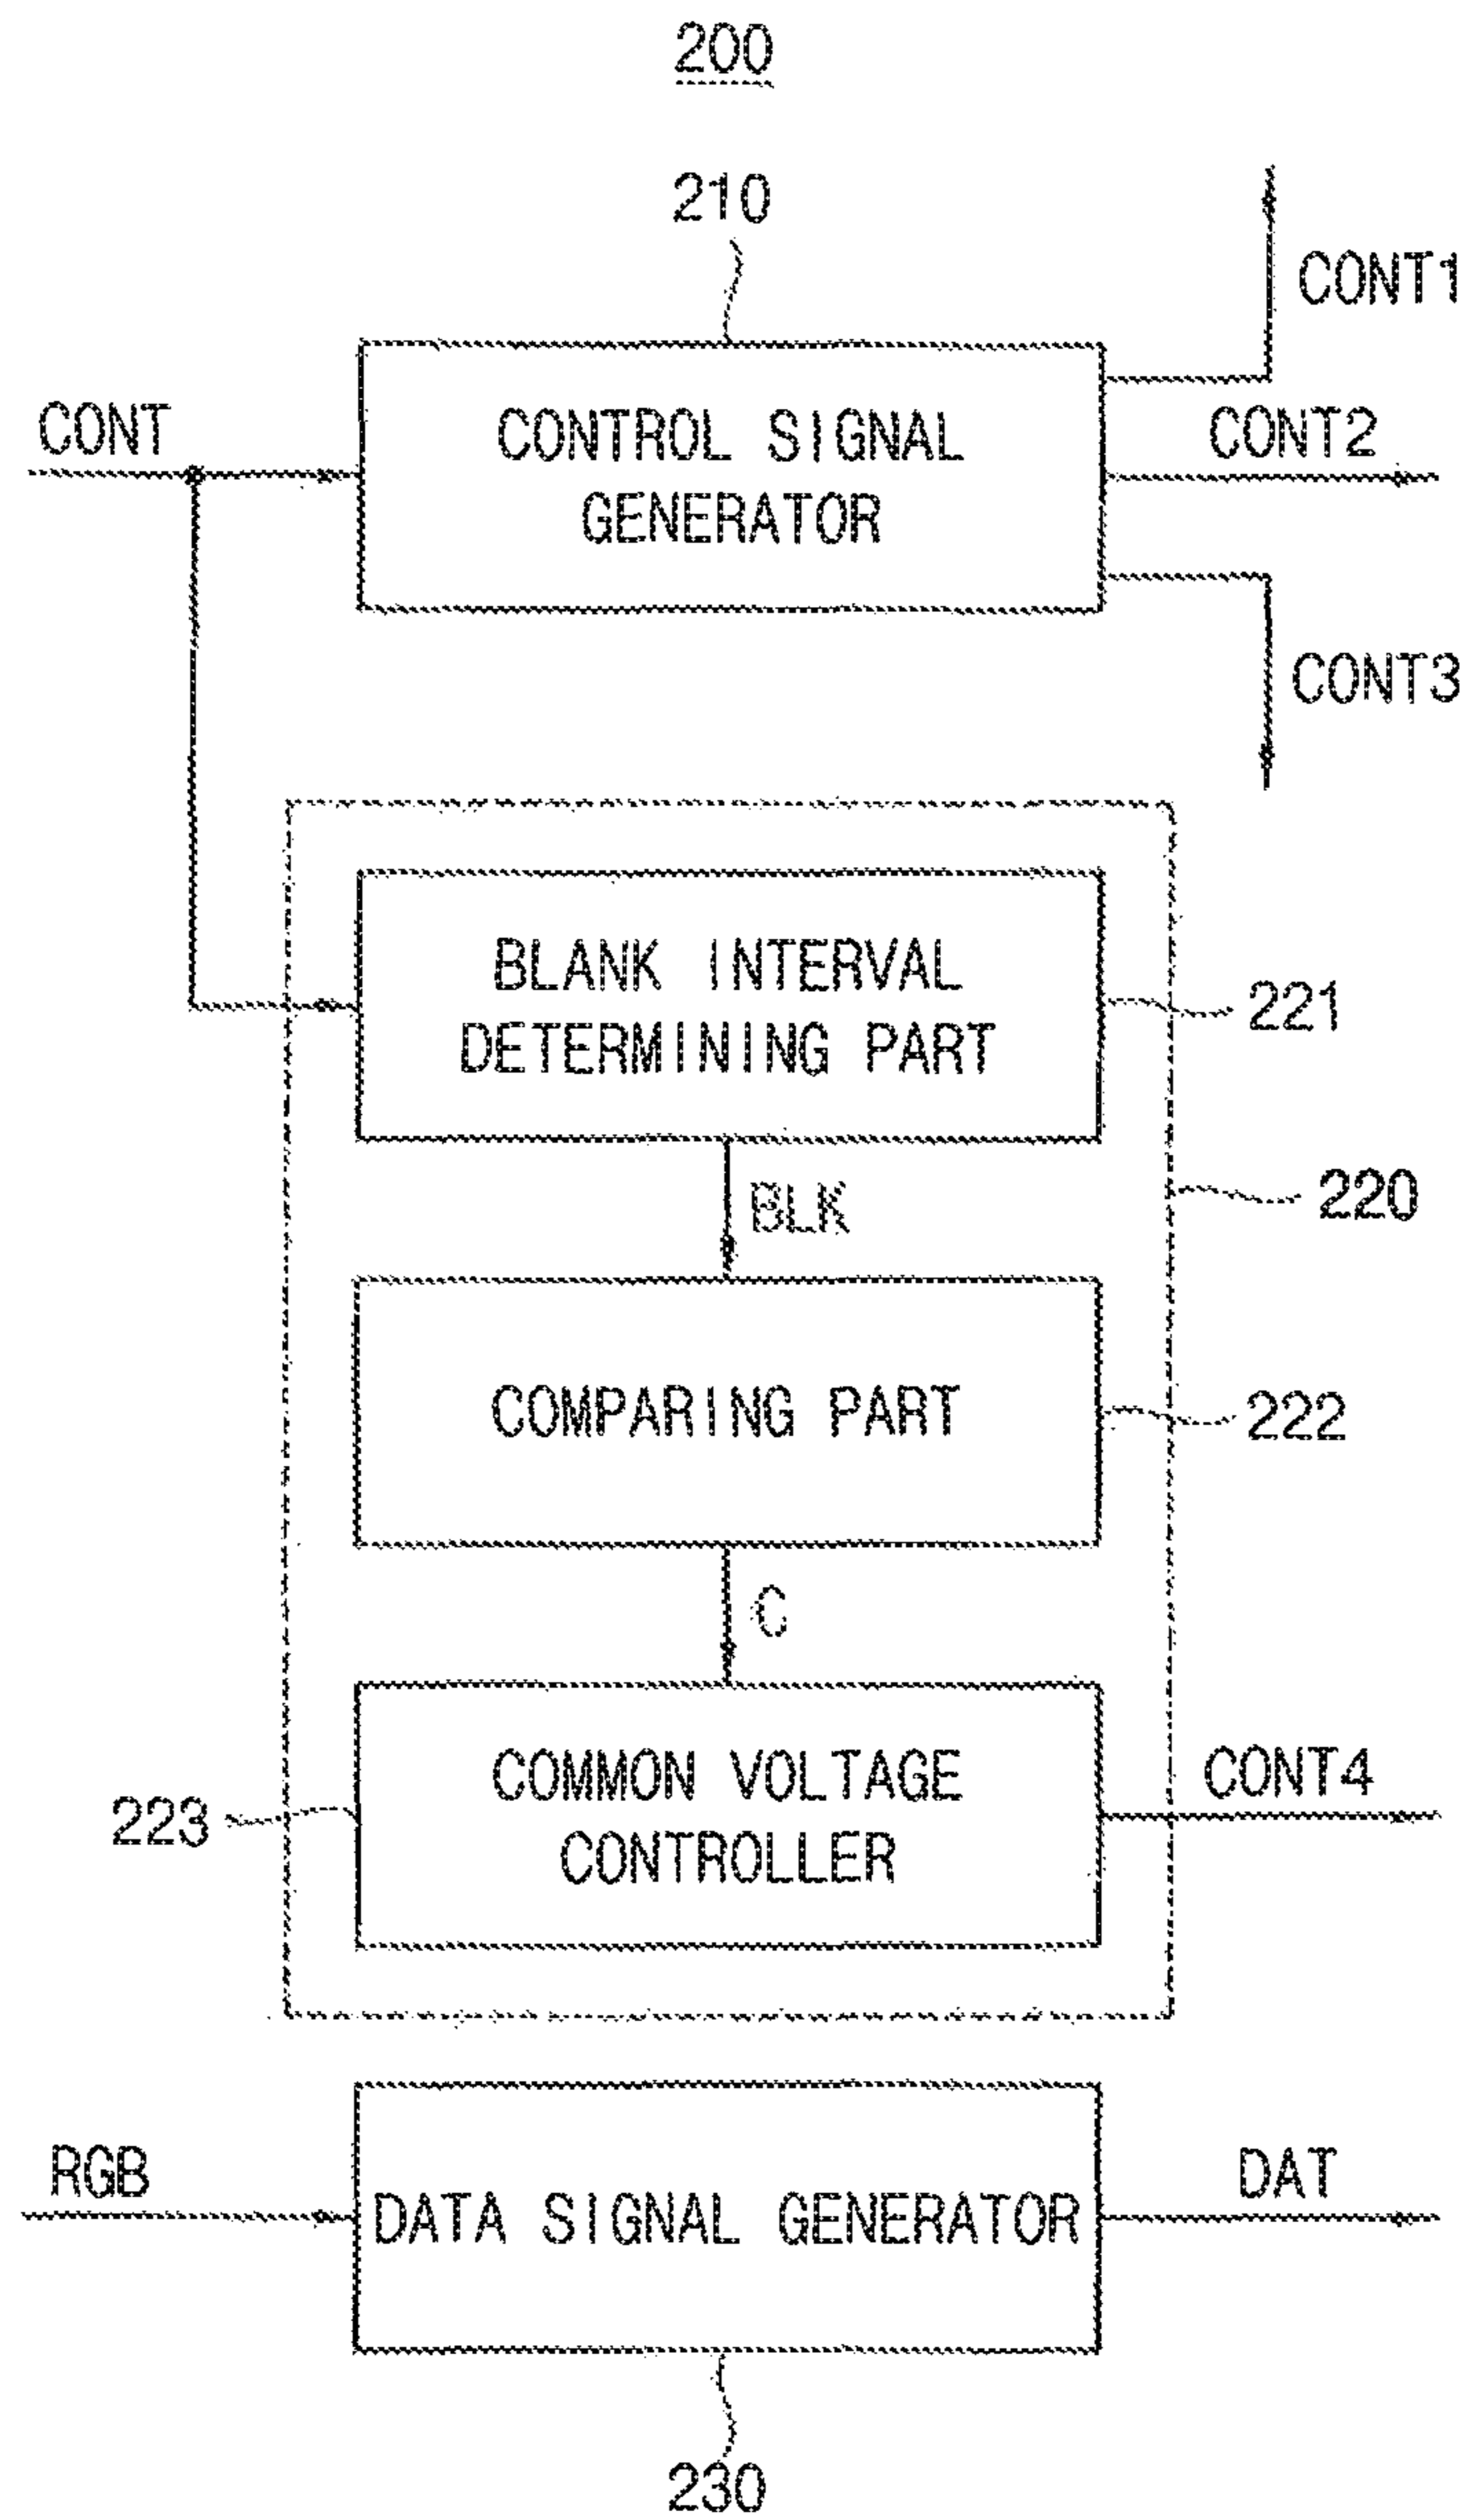 200
210
CONT1
CONT
CONTROL SIGNAL
GENERATOR
CONT2
CONT3
BLANK INTERVAL
DETERMINING PART
221
BLK
220
COMPARING PART
222
C
COMMON VOLTAGE
CONTROLLER
CONT4
223
RGB
DATA SIGNAL GENERATOR
DAT
230